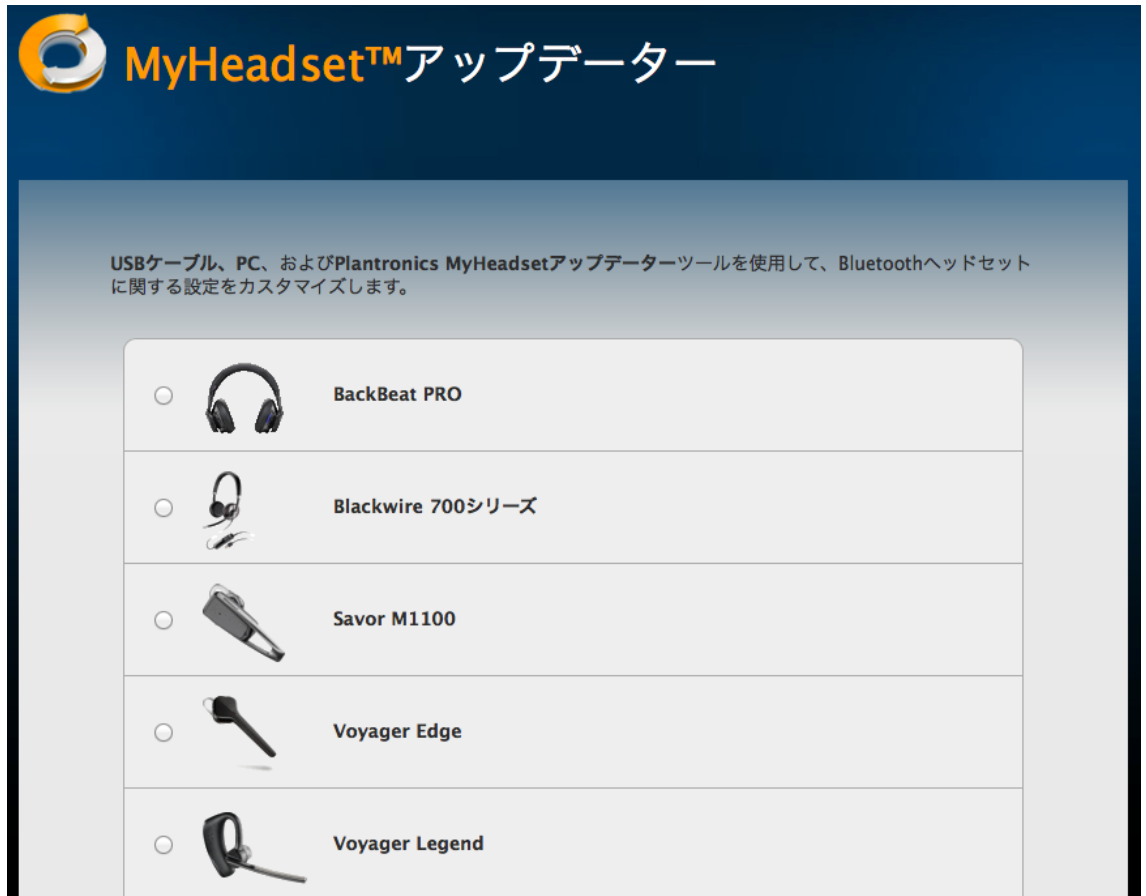 MyHeadset™アップデーター
USBケーブル、PC、およびPlantronics MyHeadsetアップデーターツールを使用して、Bluetoothヘッドセット
に関する設定をカスタマイズします。
BackBeat PRO
Blackwire 700シリーズ
Savor M1100
Voyager Edge
Voyager Legend